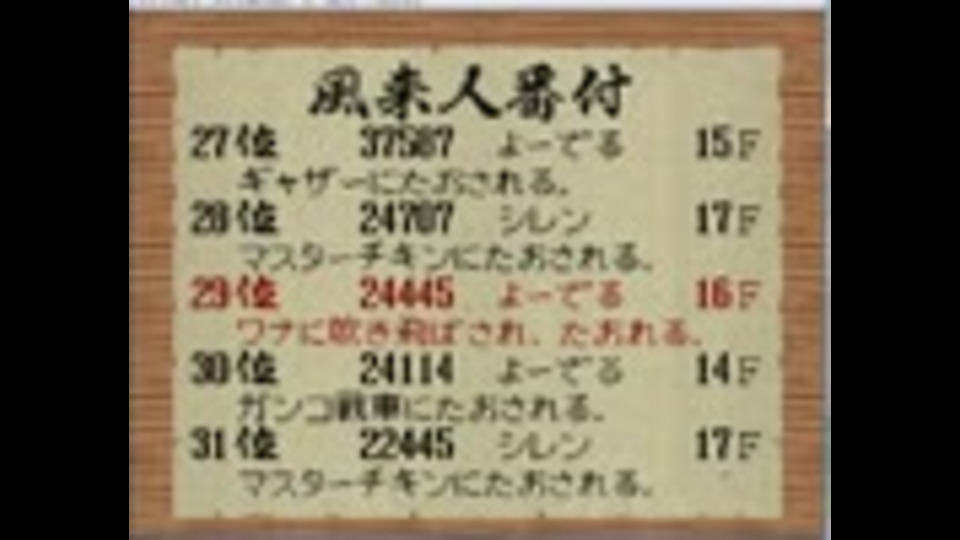 風来人番付
27位 37587 よーでる 15F
ギャザーにたおされる。
28位 24707 シレン 17F
マスターチキンにたおされる。
29位 24445 よーでる 16F
ワナに吹き飛ばされ、たおれる。
30位 24114 よーでる 14F
ガンコ戦車にたおされる。
31位 22445 シレン 17F
マスターチキンにたおされる。